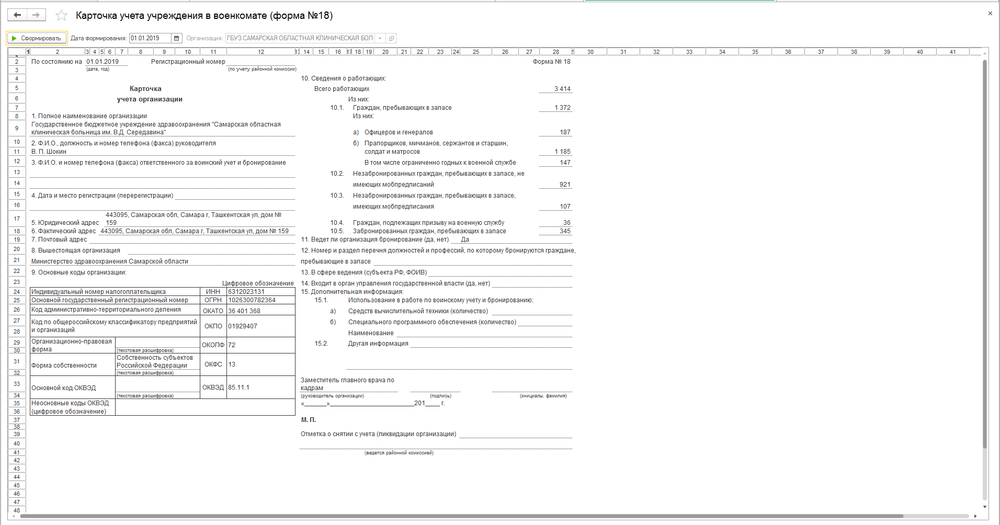 Карточка учета учреждения в военкомате (форма №18)
×
Сформировать Дата формирования: 01.01.2019 Организация: ГБУЗ САМАРСКАЯ ОБЛАСТНАЯ КЛИНИЧЕСКАЯ БОЛ
1 2 3 4 5 6 7 8 9 10 11 12 13 14 15 16 17 18 19 20 21 22 23 24 25 26 27 28 29 30 31 32 33 34 35 36 37 38 39 40 41
1
2
3
4
5
6
7
8
9
10
11
12
13
14
15
16
17
18
19
20
21
22
23
24
25
26
27
28
29
30
31
32
33
34
35
36
37
38
39
40
41
42
43
44
45
46
47
48
По состоянию на 01.01.2019 Регистрационный номер
(дата, год) (по учету районной комиссии)
Карточка
учета организации
1. Полное наименование организации
Государственное бюджетное учреждение здравоохранения "Самарская областная
клиническая больница им. В.Д. Середавина"
2. Ф.И.О., должность и номер телефона (факса) руководителя
В. П. Шокин
3. Ф.И.О. и номер телефона (факса) ответственного за воинский учет и бронирование
4. Дата и место регистрации (перерегистрации)
443095, Самарская обл, Самара г, Ташкентская ул, дом №
5. Юридический адрес 159
6. Фактический адрес 443095, Самарская обл, Самара г, Ташкентская ул, дом № 159
7. Почтовый адрес
8. Вышестоящая организация
Министерство здравоохранения Самарской области
9. Основные коды организации:
Цифровое обозначение
Индивидуальный номер налогоплательщика ИНН 6312023131
Основной государственный регистрационный номер ОГРН 1026300782364
Код административно-территориального деления ОКАТО 36 401 368
Код по общероссийскому классификатору предприятий
и организаций ОКПО 01929407
Организационно-правовая
форма ОКОПФ 72
(текстовая расшифровка)
Собственность субъектов
Форма собственности Российской Федерации ОКФС 13
(текстовая расшифровка)
Основной код ОКВЭД ОКВЭД 85.11.1
(текстовая расшифровка)
Неосновные коды ОКВЭД
(цифровое обозначение)
Форма № 18
10. Сведения о работающих:
Всего работающих 3 414
Из них:
10.1. Граждан, пребывающих в запасе 1 372
Из них:
а) Офицеров и генералов 187
б) Прапорщиков, мичманов, сержантов и старшин,
солдат и матросов 1 185
В том числе ограниченно годных к военной службе 147
10.2. Незабронированных граждан, пребывающих в запасе, не
имеющих мобпредписаний 921
10.3. Незабронированных граждан, пребывающих в запасе,
имеющих мобпредписания 107
10.4. Граждан, подлежащих призыву на военную службу 36
10.5. Забронированных граждан, пребывающих в запасе 345
11. Ведет ли организация бронирование (да, нет) Да
12. Номер и раздел перечня должностей и профессий, по которому бронируются граждане,
пребывающие в запасе
13. В сфере ведения (субъекта РФ, ФОИВ)
14. Входит в орган управления государственной власти (да, нет)
15. Дополнительная информация:
15.1. Использование в работе по воинскому учету и бронированию:
а) Средств вычислительной техники (количество)
б) Специального программного обеспечения (количество)
Наименование
15.2. Другая информация
Заместитель главного врача по
кадрам
(руководитель организации) (подпись) (инициалы, фамилия)
«______»_______________________201____ г.
М. П.
Отметка о снятии с учета (ликвидации организации)
(ведется районной комиссией)